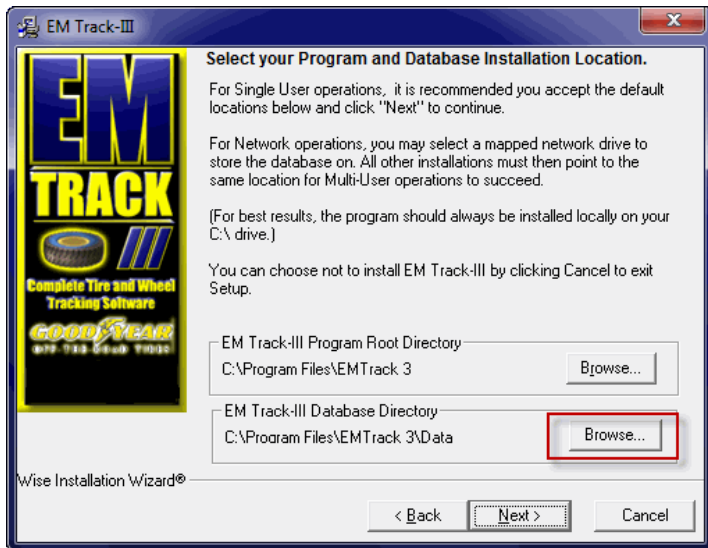 EM Track-III
x
EM
TRACK
III
Complete Tire and Wheel
Tracking Software
GOODYEAR
OFF-THE-ROAD TIRES
Select your Program and Database Installation Location.
For Single User operations,  it is recommended you accept the default
locations below and click "Next" to continue.
For Network operations, you may select a mapped network drive to
store the database on. All other installations must then point to the
same location for Multi-User operations to succeed.
(For best results, the program should always be installed locally on your
C:\ drive.)
You can choose not to install EM Track-III by clicking Cancel to exit
Setup.
EM Track-III Program Root Directory
C:\Program Files\EMTrack 3
Browse...
EM Track-III Database Directory
C:\Program Files\EMTrack 3\Data
Browse...
Wise Installation Wizard®
< Back
Next >
Cancel